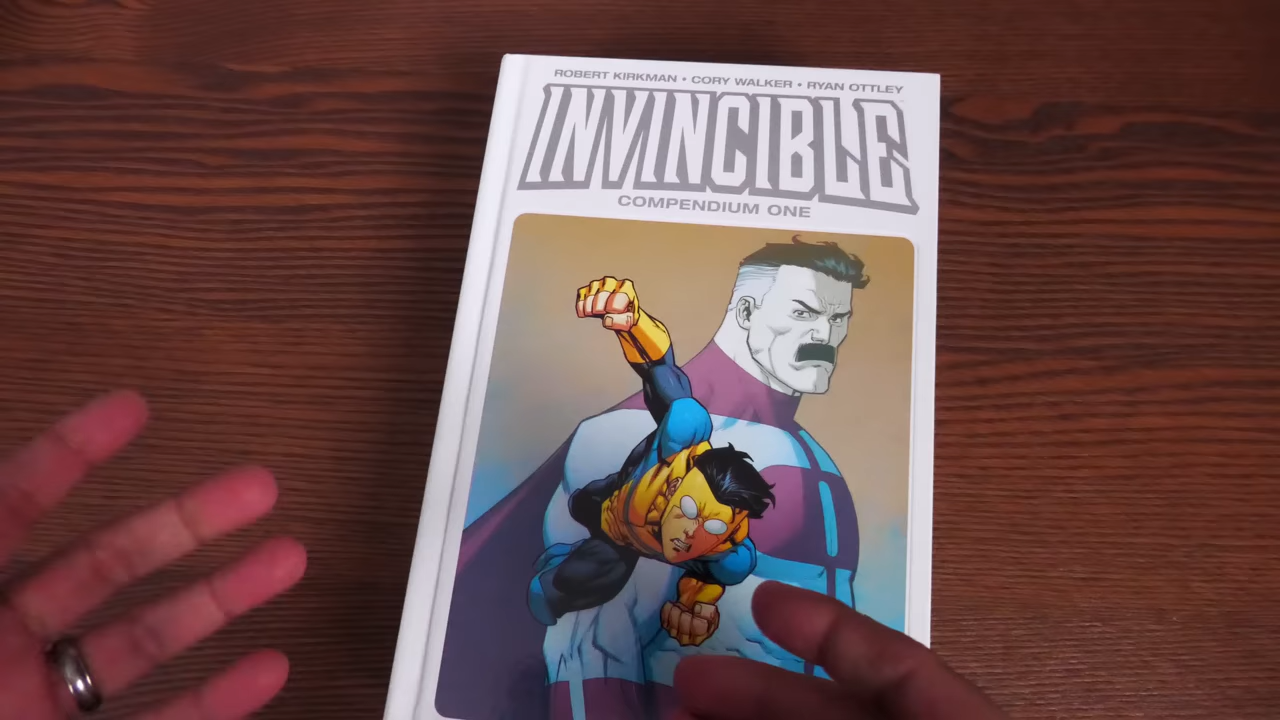 ROBERT KIRKMAN • CORY WALKER • RYAN OTTLEY
INVINCIBLE
COMPENDIUM ONE